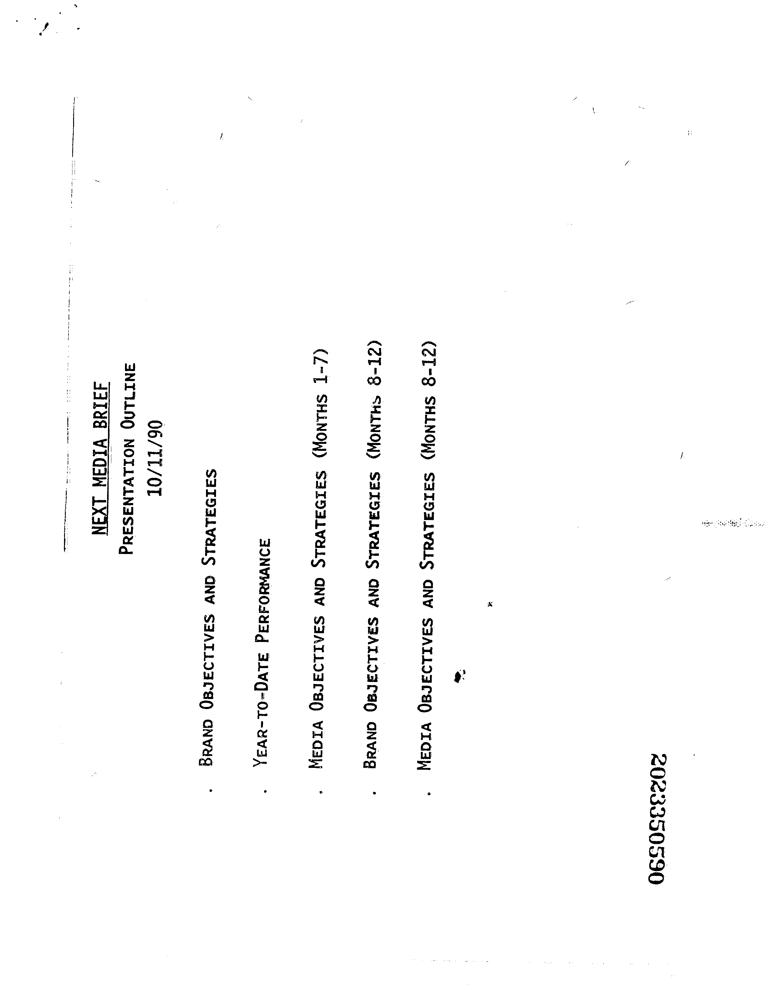 NEXT MEDIA BRIEF
PRESENTATION OUTLINE
10/11/90
. BRAND OBJECTIVES AND STRATEGIES
. YEAR-TO-DATE PERFORMANCE
. MEDIA OBJECTIVES AND STRATEGIES (MONTHS 1-7)
. BRAND OBJECTIVES AND STRATEGIES (MONTHS 8-12)
. MEDIA OBJECTIVES AND STRATEGIES (MONTHS 8-12)
2023350590